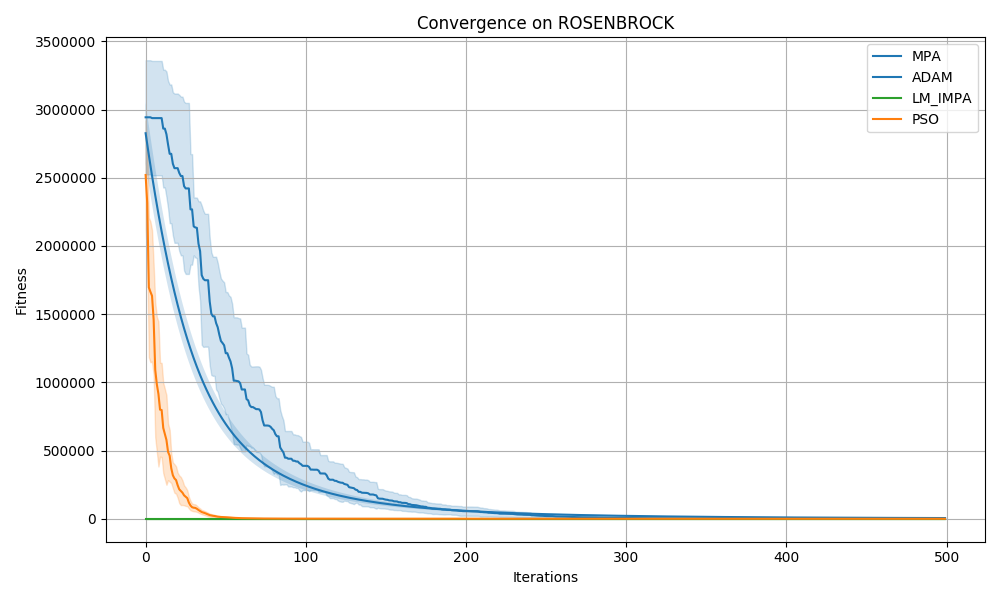 Convergence on ROSENBROCK
Fitness
3500000
3000000
2500000
2000000
1500000
1000000
500000
0
MPA
ADAM
LM_IMPA
PSO
0 100 200 300 400 500
Iterations